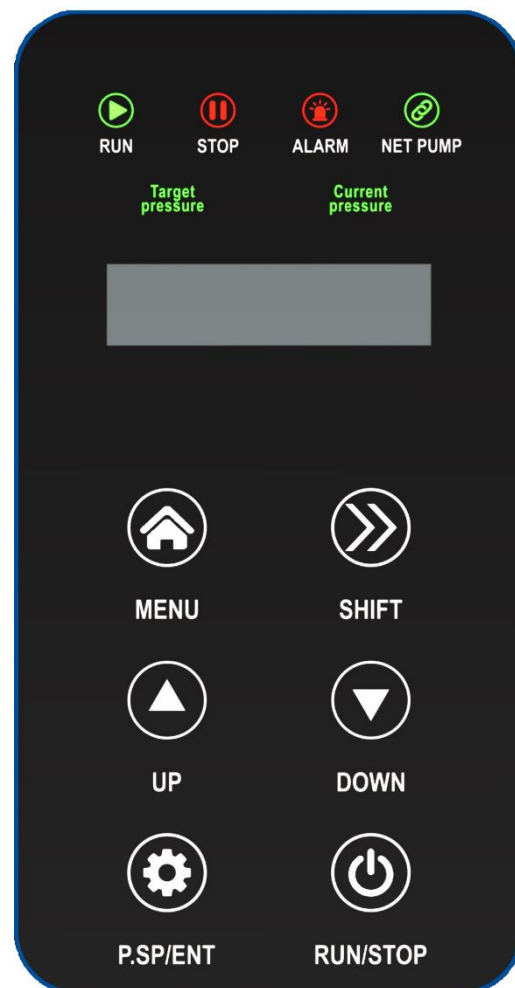 RUN STOP ALARM NET PUMP
Target Current
pressure pressure
MENU SHIFT
UP DOWN
P.SP/ENT RUN/STOP